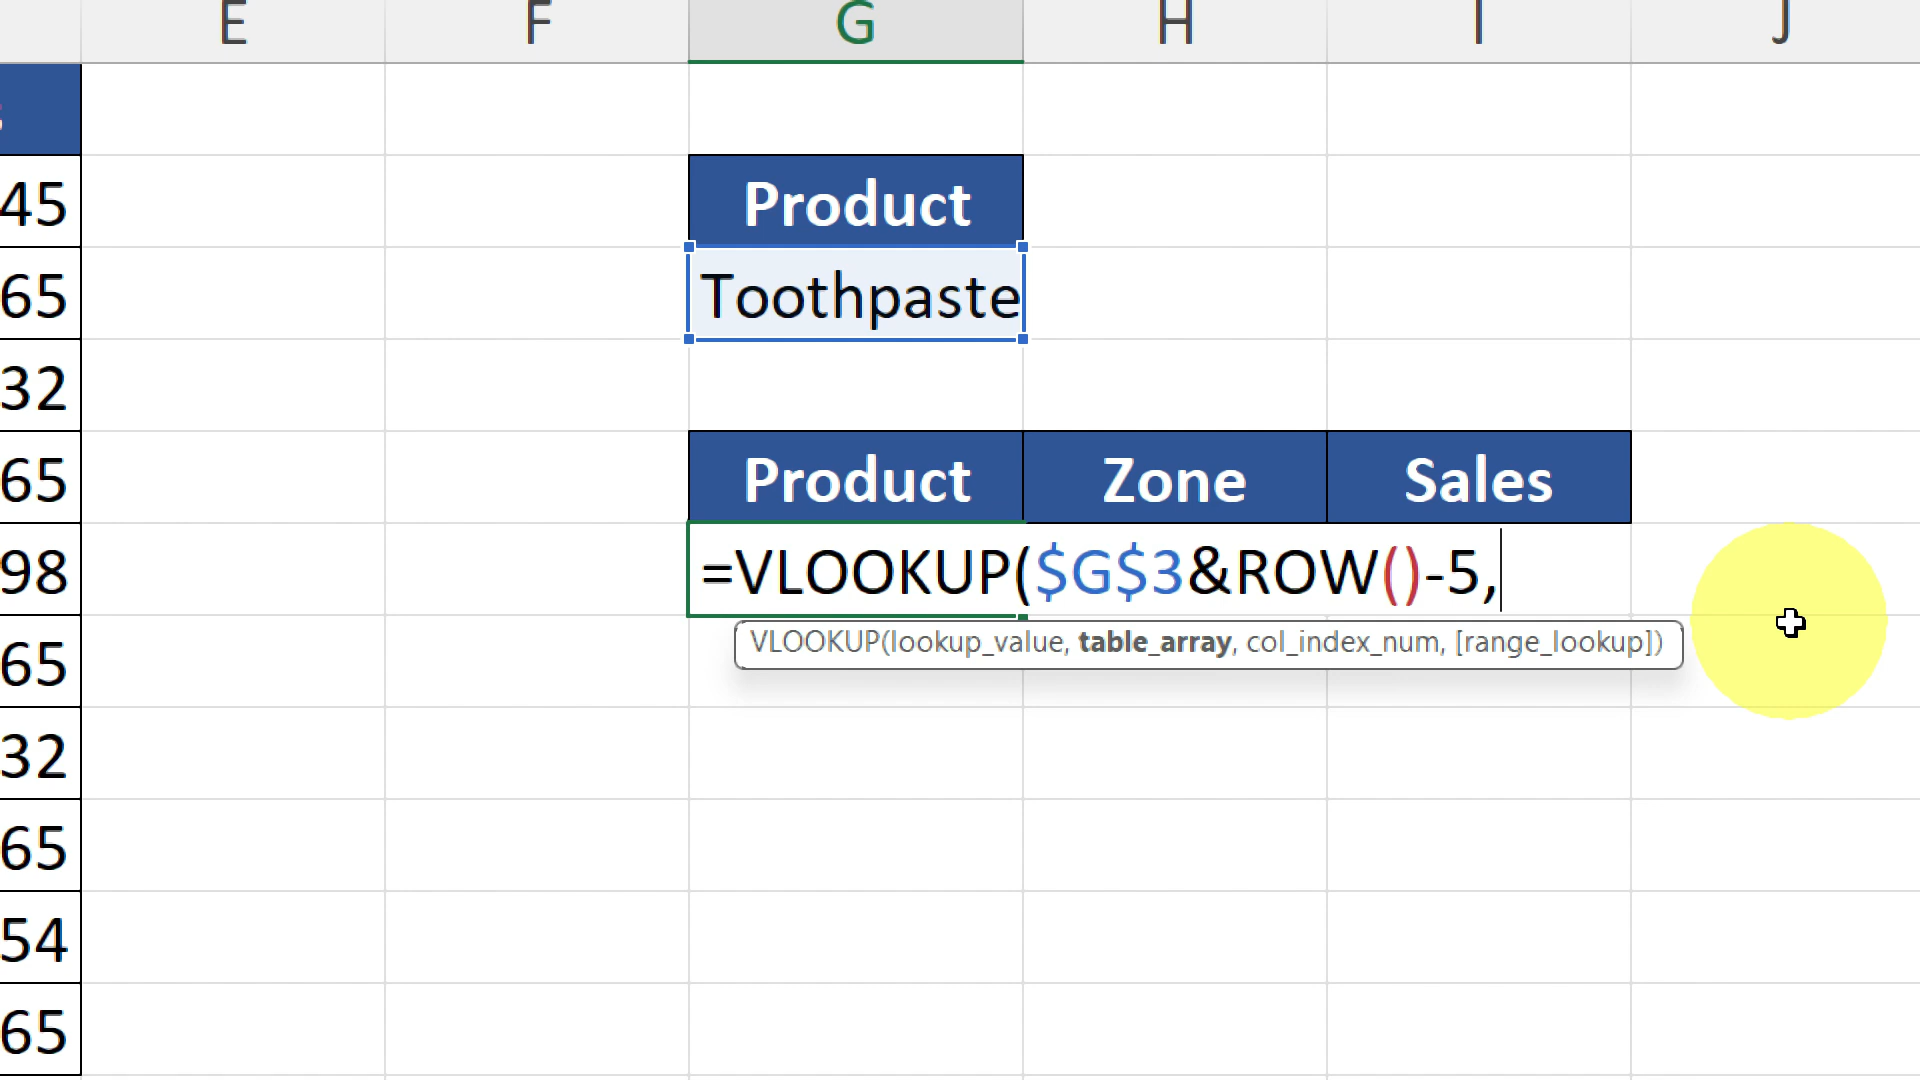 E F G H I J
45 Product
65 Toothpaste
32
65 Product Zone Sales
98 =VLOOKUP($G$3&ROW()-5,
VLOOKUP(lookup_value, table_array, col_index_num, [range_lookup])
65
32
65
54
65